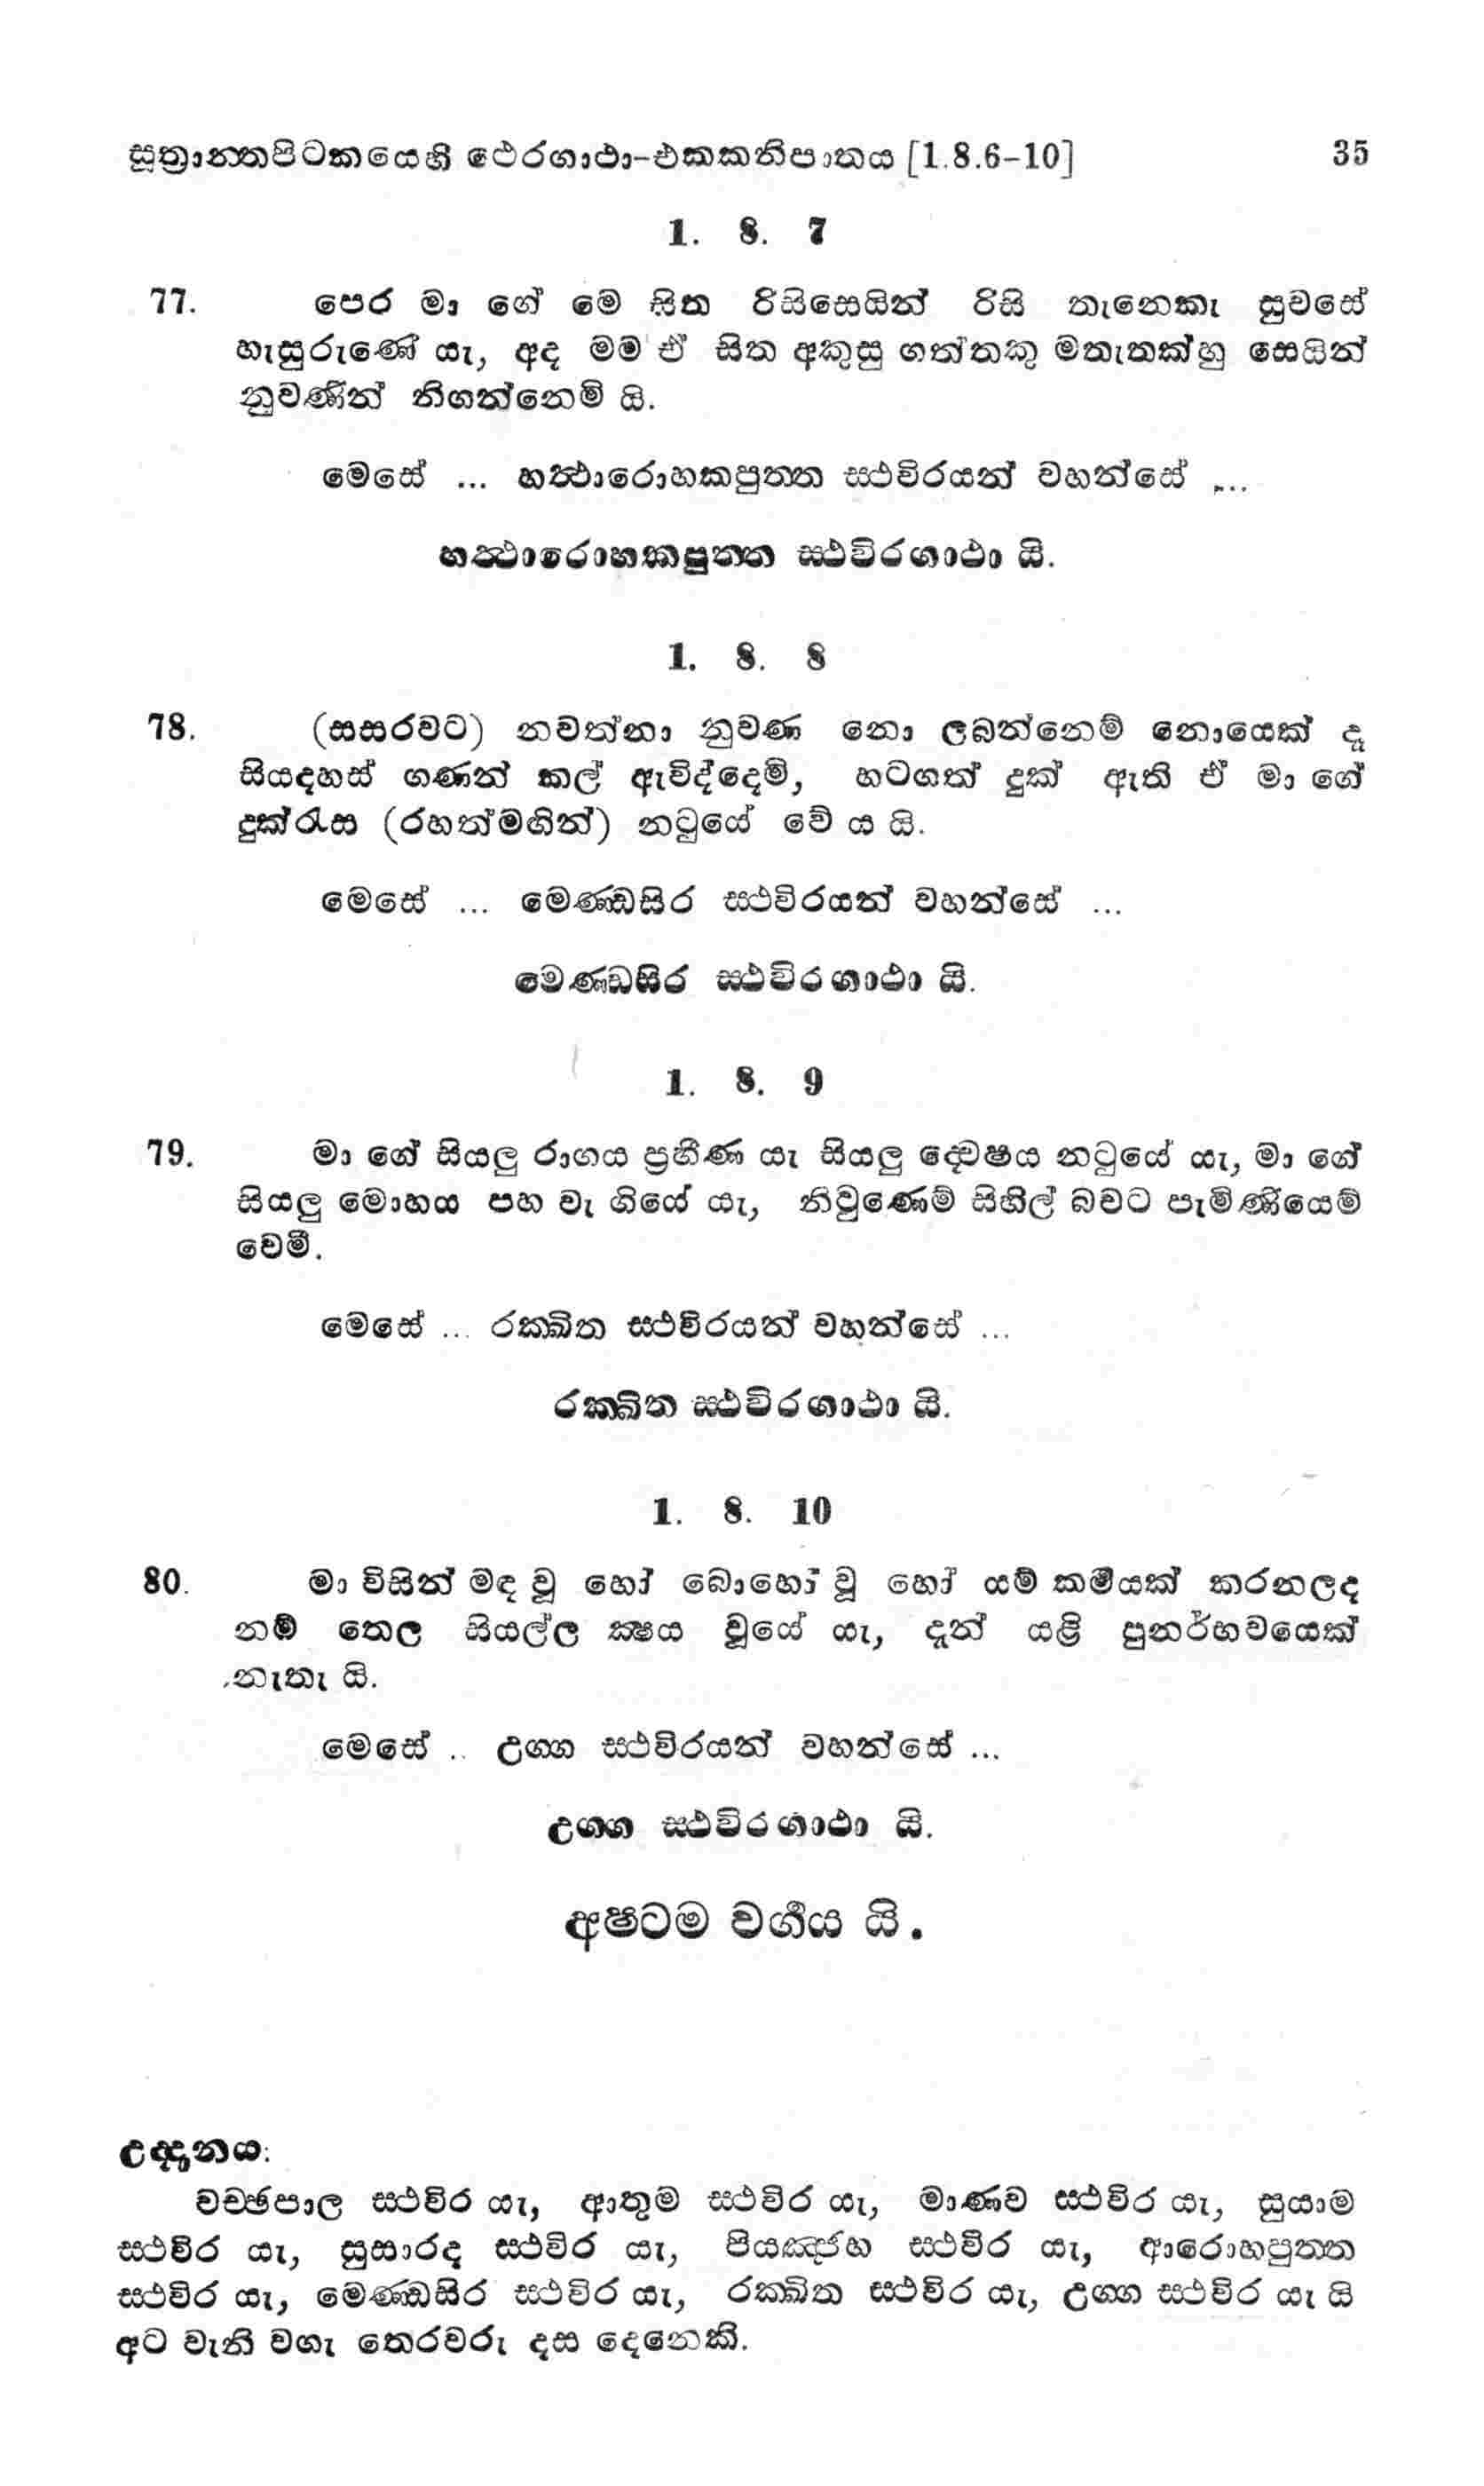 සූත්‍රාන්තපිටකයෙහි ථෙරගාථා-එකකනිපාතය [1.8.6-10] 35
1. 8. 7
77. පෙර මා ගේ මෙ සිත රිසිසෙයින් රිසි තැනෙකැ සුවසේ
හැසුරුණේ යැ, අද මම ඒ සිත අකුසු ගත්තකු මතැතක්හු සෙයින්
නුවණින් නිගන්නෙමි යි.
මෙසේ ... හත්‍ථාරොහකපුත්ත ස්‍ථවිරයන් වහන්සේ ...
හත්‍ථාරොහකපුත්ත ස්‍ථවිරගාථා යි.
1. 8. 8
78. (සසරවට) නවත්නා නුවණ නො ලබන්නෙම් නොයෙක් දෑ
සියදහස් ගණන් කල් ඇවිද්දෙමි, හටගත් දුක් ඇති ඒ මා ගේ
දුක්රැස (රහත්මඟින්) නටුයේ වේ ය යි.
මෙසේ ... මෙණ්ඩසිර ස්‍ථවිරයන් වහන්සේ ...
මෙණ්ඩසිර ස්‍ථවිරගාථා යි.
1. 8. 9
79. මා ගේ සියලු රාගය ප්‍රහීණ යැ සියලු ද්වෙෂය නටුයේ යැ, මා ගේ
සියලු මොහය පහ වැ ගියේ යැ, නිවුණෙම් සිහිල් බවට පැමිණියෙම්
වෙමි.
මෙසේ ... රක්ඛිත ස්‍ථවිරයන් වහන්සේ ...
රක්ඛිත ස්‍ථවිරගාථා යි.
1. 8. 10
80. මා විසින් මඳ වූ හෝ බොහෝ වූ හෝ යම් කර්‍මයක් කරනලද
නම් තෙල සියල්ල ක්‍ෂය වූයේ යැ, දැන් යළි පුනර්භවයෙක්
නැතැ යි.
මෙසේ .. උග්ග ස්‍ථවිරයන් වහන්සේ ...
උග්ග ස්‍ථවිරගාථා යි.
අෂ්ටම වර්‍ගය යි.
උද්දානය:
වච්ඡපාල ස්‍ථවිර යැ, ආතුම ස්‍ථවිර යැ, මාණව ස්‍ථවිර යැ, සුයාම
ස්‍ථවිර යැ, සුසාරද ස්‍ථවිර යැ, පියඤ්ජහ ස්‍ථවිර යැ, ආරොහපුත්ත
ස්‍ථවිර යැ, මෙණ්ඩසිර ස්‍ථවිර යැ, රක්ඛිත ස්‍ථවිර යැ, උග්ග ස්‍ථවිර යැ යි
අට වැනි වගැ තෙරවරු දස දෙනෙකි.